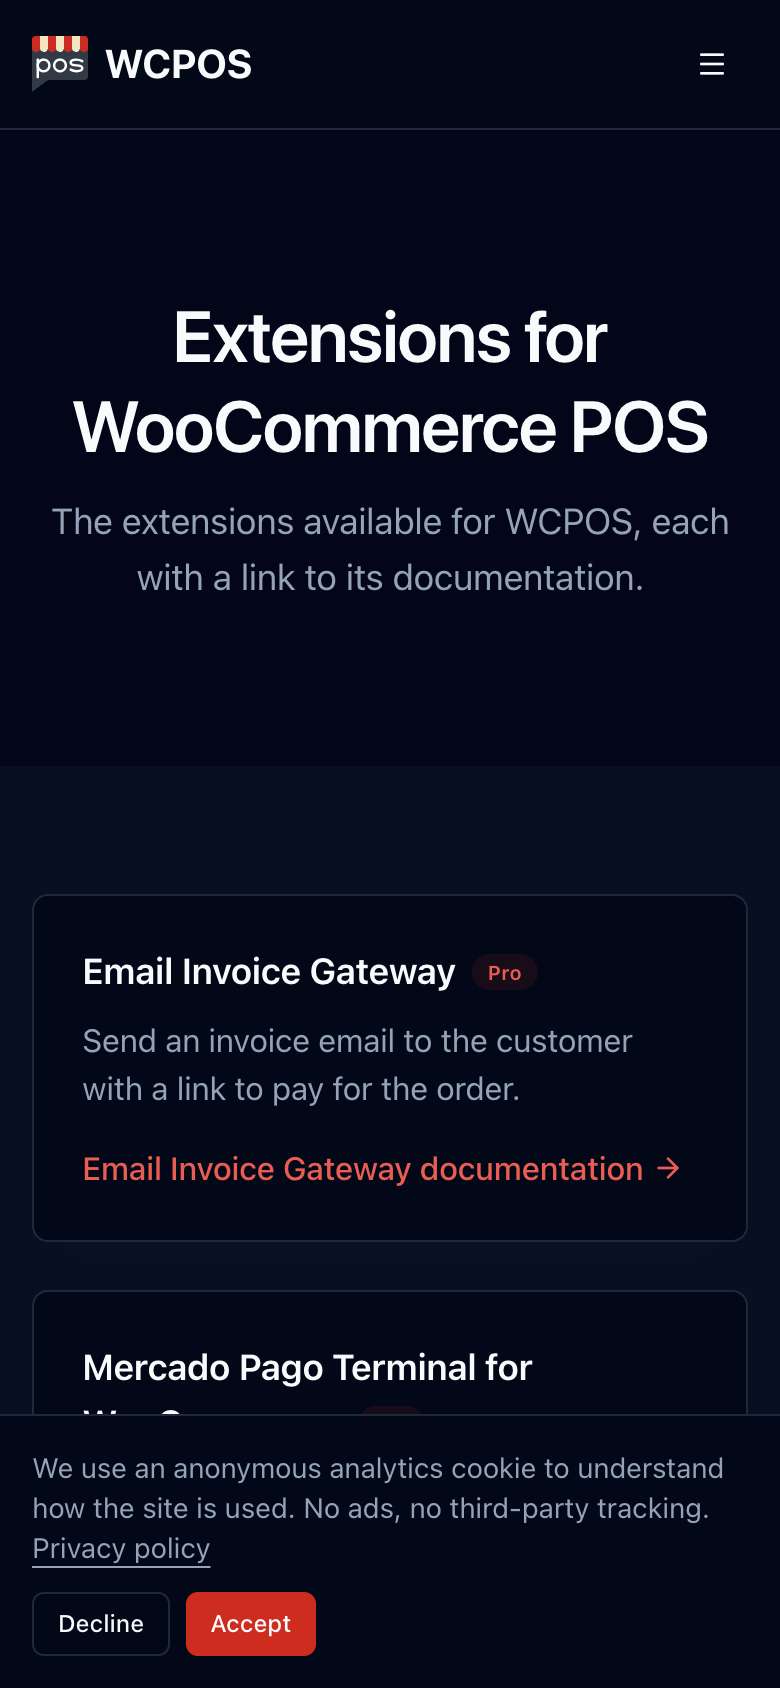 pos WCPOS
Extensions for
WooCommerce POS
The extensions available for WCPOS, each
with a link to its documentation.
Email Invoice Gateway Pro
Send an invoice email to the customer
with a link to pay for the order.
Email Invoice Gateway documentation →
Mercado Pago Terminal for
We use an anonymous analytics cookie to understand
how the site is used. No ads, no third-party tracking.
Privacy policy
Decline Accept